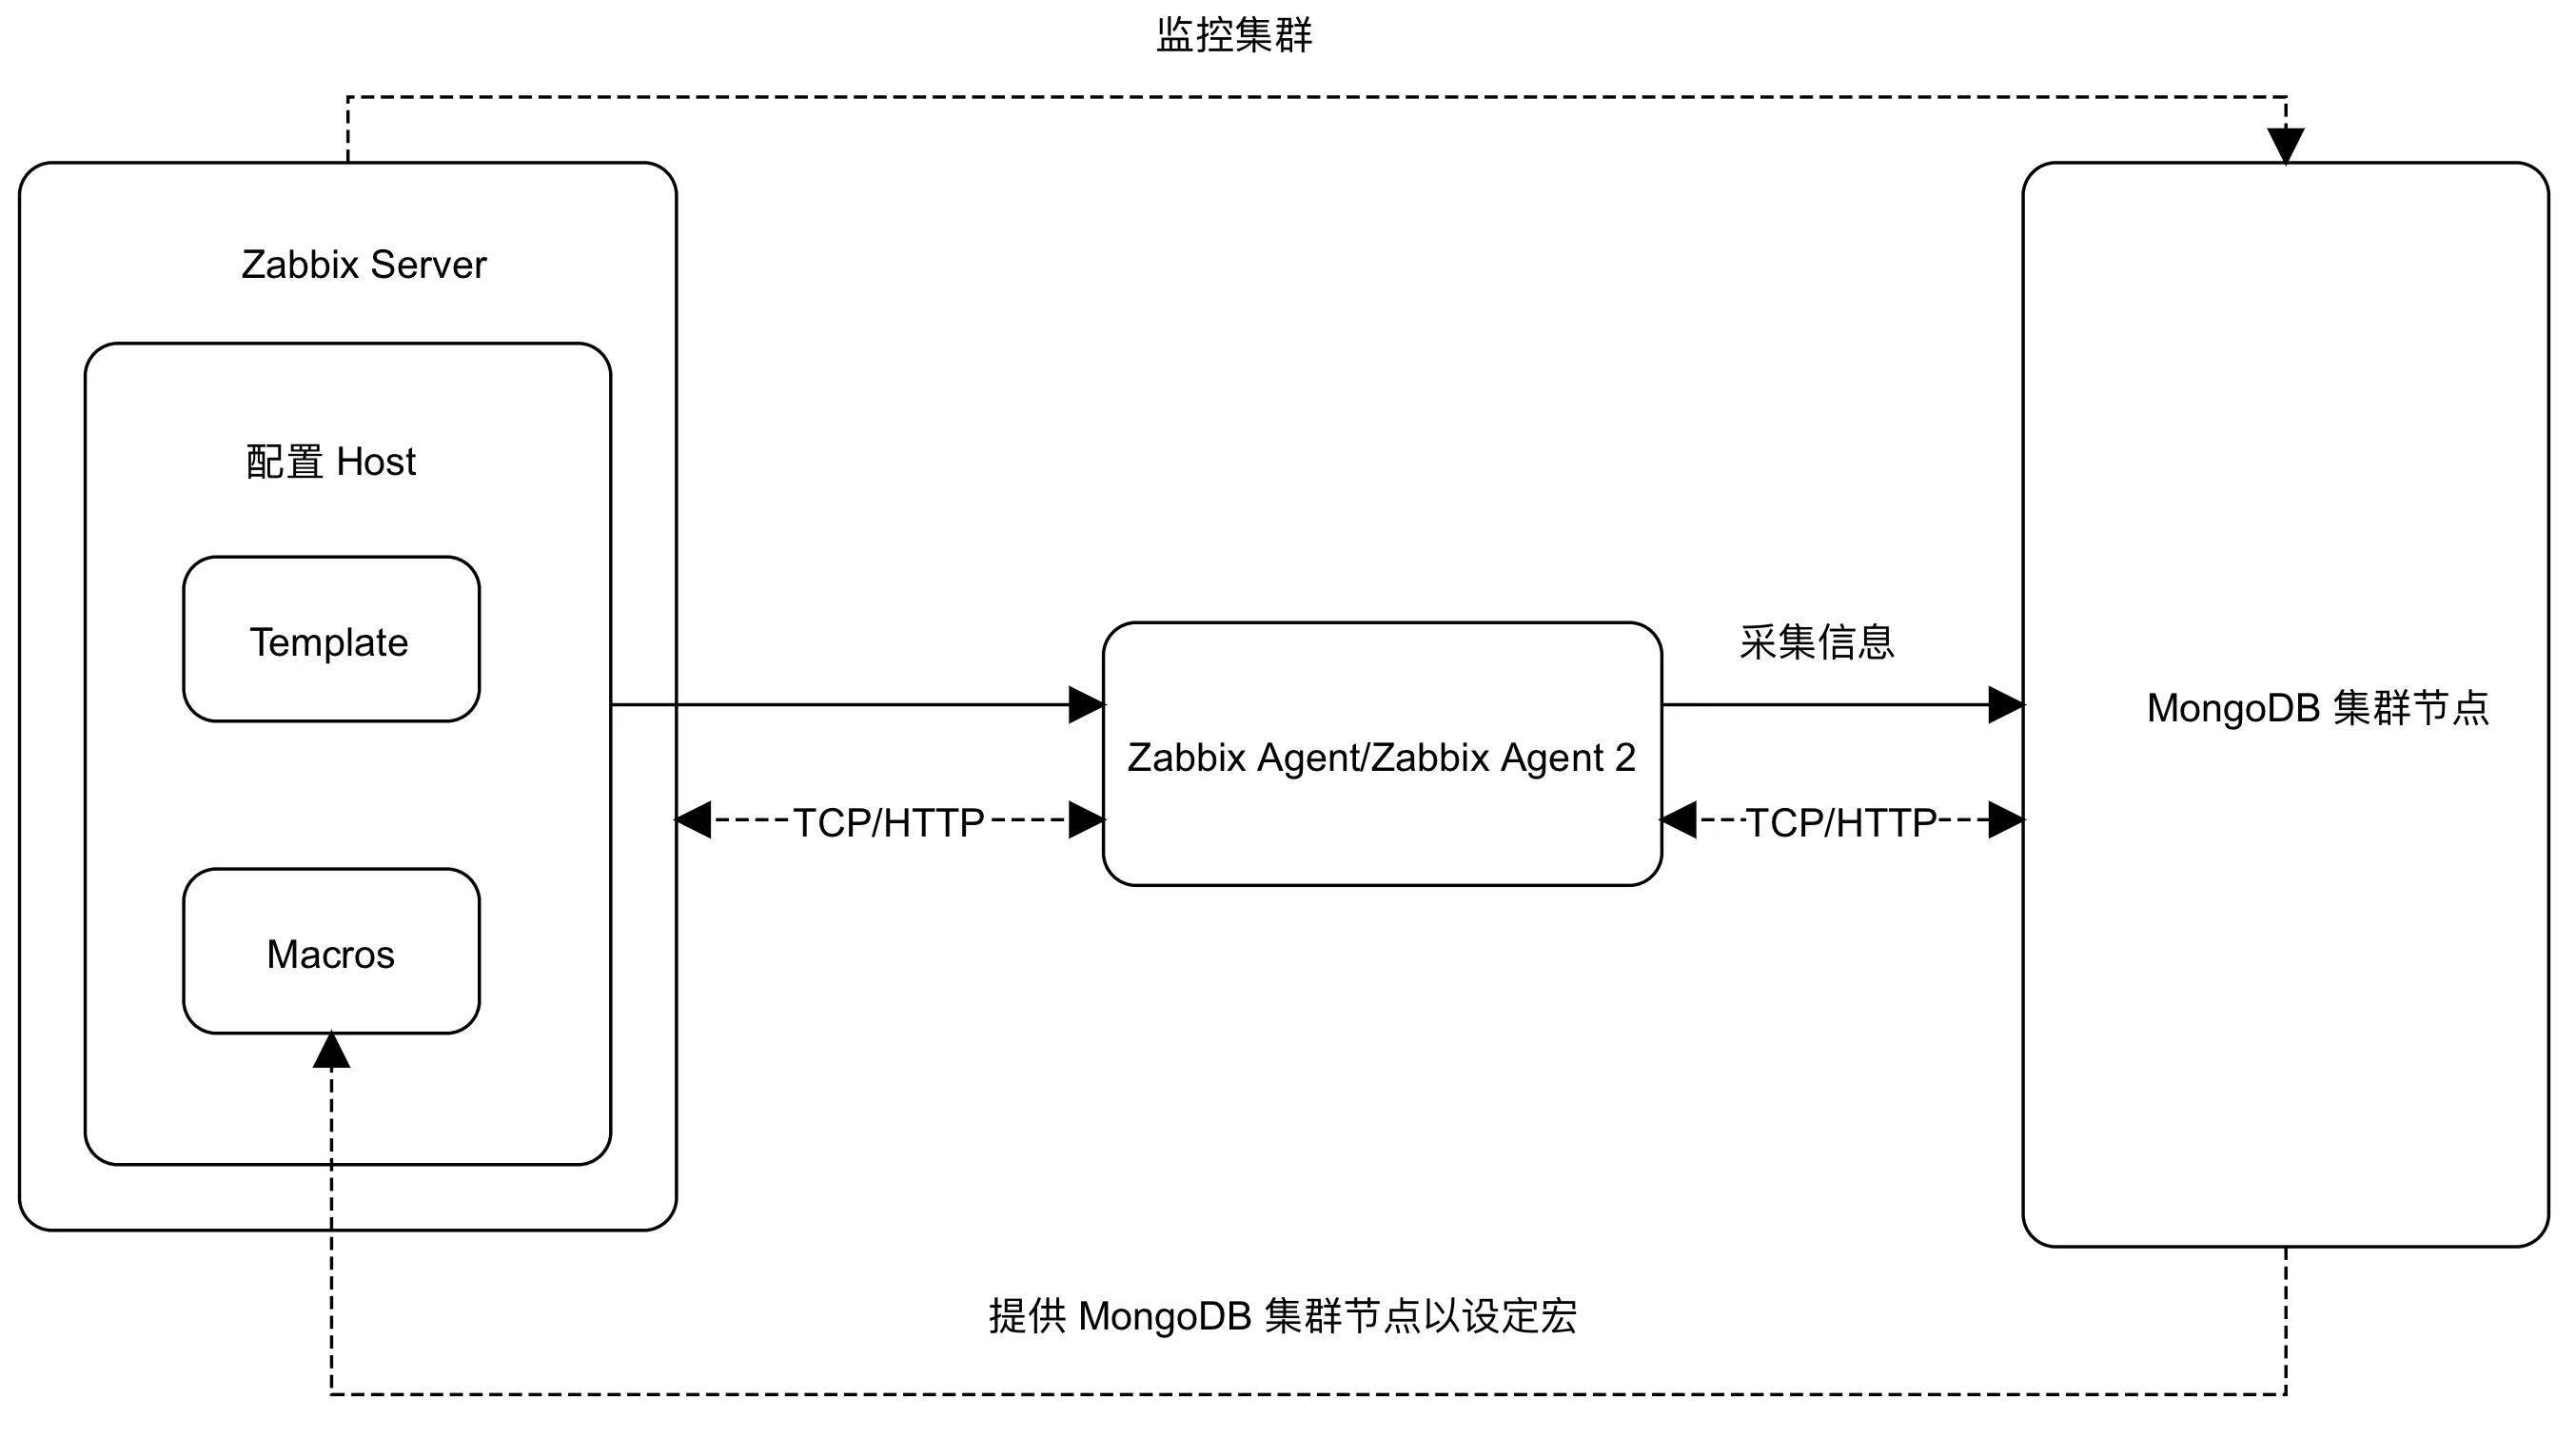 监控集群
Zabbix Server
配置 Host
Template
采集信息
MongoDB 集群节点
Zabbix Agent/Zabbix Agent 2
TCP/HTTP
TCP/HTTP
Macros
提供 MongoDB 集群节点以设定宏